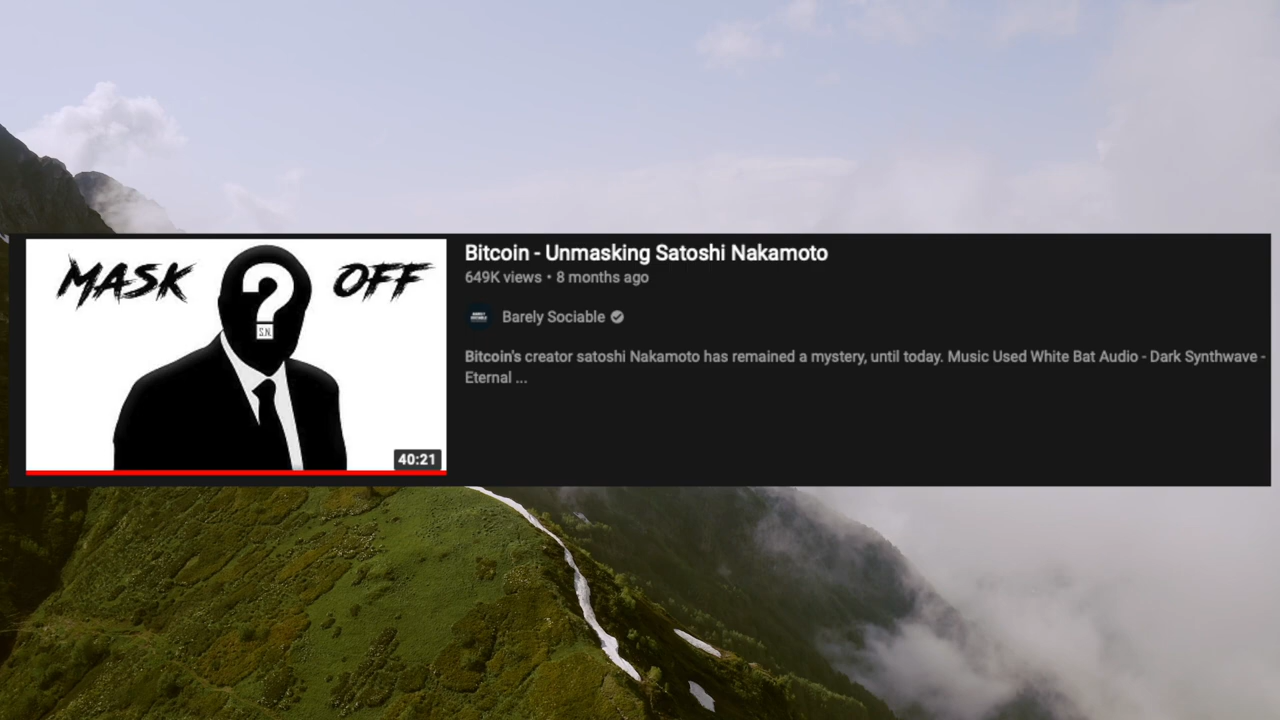 MASK OFF
?
S.N.
40:21
Bitcoin - Unmasking Satoshi Nakamoto
649K views • 8 months ago
Barely Sociable
Bitcoin's creator satoshi Nakamoto has remained a mystery, until today. Music Used White Bat Audio - Dark Synthwave -
Eternal ...